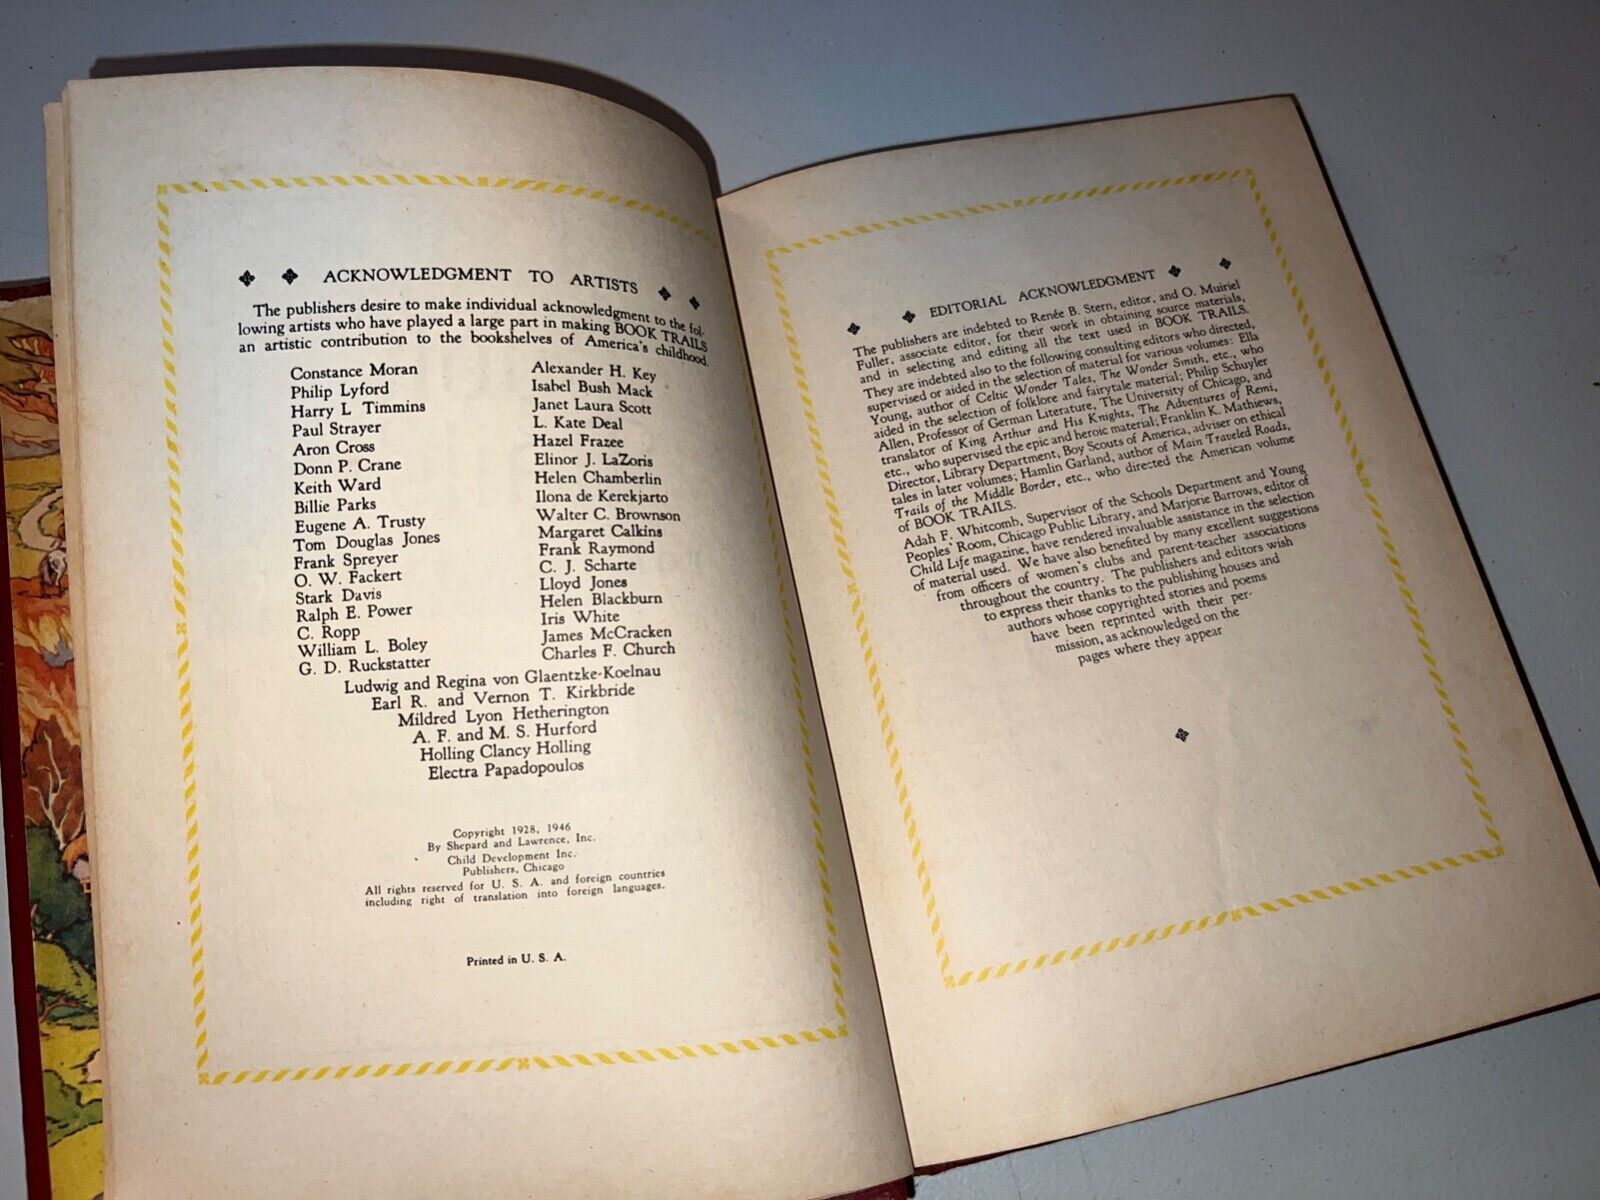 ACKNOWLEDGMENT TO ARTISTS
The publishers desire to make individual acknowledgment to the fol-
lowing artists who have played a large part in making BOOK TRAILS
an artistic contribution to the bookshelves of America's childhood.
Constance Moran
Philip Lyford
Harry L Timmins
Paul Strayer
Aron Cross
Donn P. Crane
Keith Ward
Billie Parks
Eugene A. Trusty
Tom Douglas Jones
Frank Spreyer
O. W. Fackert
Stark Davis
Ralph E. Power
C. Ropp
William L. Boley
G. D. Ruckstatter
Alexander H. Key
Isabel Bush Mack
Janet Laura Scott
L. Kate Deal
Hazel Frazee
Elinor J. LaZoris
Helen Chamberlin
Ilona de Kerekjarto
Walter C. Brownson
Margaret Calkins
Frank Raymond
C. J. Scharte
Lloyd Jones
Helen Blackburn
Iris White
James McCracken
Charles F. Church
Ludwig and Regina von Glaentzke-Koelnau
Earl R. and Vernon T. Kirkbride
Mildred Lyon Hetherington
A. F. and M. S. Hurford
Holling Clancy Holling
Electra Papadopoulos
Copyright 1928, 1946
By Shepard and Lawrence, Inc.
Child Development Inc.
Publishers, Chicago
All rights reserved for U. S. A. and foreign countries
including right of translation into foreign languages.
Printed in U. S. A.
EDITORIAL ACKNOWLEDGMENT
The publishers are indebted to Renée B. Stern, editor, and O. Muiriel
Fuller, associate editor, for their work in obtaining source materials,
and in selecting and editing all the text used in BOOK TRAILS.
They are indebted also to the following consulting editors who directed,
supervised or aided in the selection of material for various volumes: Ella
Young, author of Celtic Wonder Tales, The Wonder Smith, etc., who
aided in the selection of folklore and fairytale material; Philip Schuyler
Allen, Professor of German Literature, The University of Chicago, and
translator of King Arthur and His Knights, The Adventures of Remi,
etc., who supervised the epic and heroic material; Franklin K. Mathiews,
Director, Library Department, Boy Scouts of America, adviser on ethical
tales in later volumes; Hamlin Garland, author of Main Traveled Roads,
Trails of the Middle Border, etc., who directed the American volume
of BOOK TRAILS.
Adah F. Whitcomb, Supervisor of the Schools Department and Young
Peoples' Room, Chicago Public Library, and Marjorie Barrows, editor of
Child Life magazine, have rendered invaluable assistance in the selection
of material used. We have also benefited by many excellent suggestions
from officers of women's clubs and parent-teacher associations
throughout the country. The publishers and editors wish
to express their thanks to the publishing houses and
authors whose copyrighted stories and poems
have been reprinted with their per-
mission, as acknowledged on the
pages where they appear